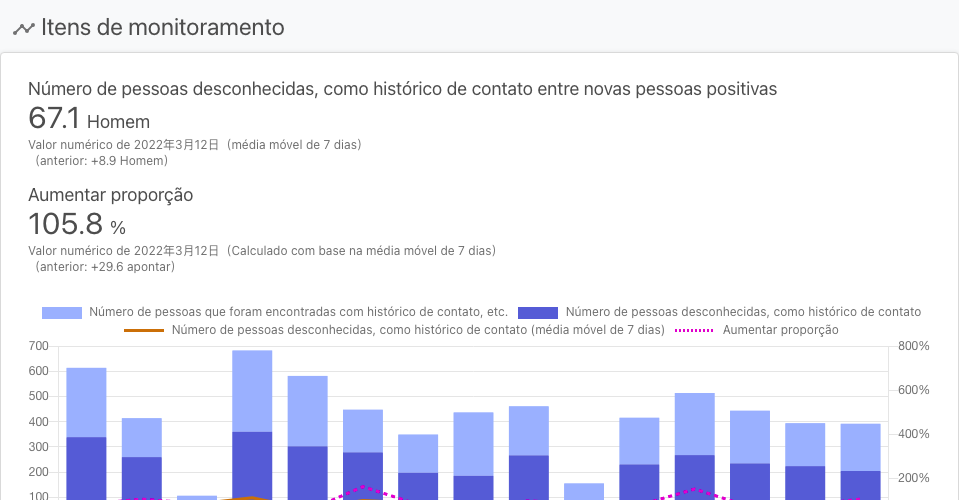 Itens de monitoramento
Número de pessoas desconhecidas, como histórico de contato entre novas pessoas positivas
67.1 Homem
Valor numérico de 2022年3月12日（média móvel de 7 dias)
（anterior: +8.9 Homem)
Aumentar proporção
105.8 %
Valor numérico de 2022年3月12日（Calculado com base na média móvel de 7 dias)
（anterior: +29.6 apontar)
Número de pessoas que foram encontradas com histórico de contato, etc. Número de pessoas desconhecidas, como histórico de contato
Número de pessoas desconhecidas, como histórico de contato (média móvel de 7 dias) Aumentar proporção
700 800%
600 600%
500
400 400%
300
200 200%
100